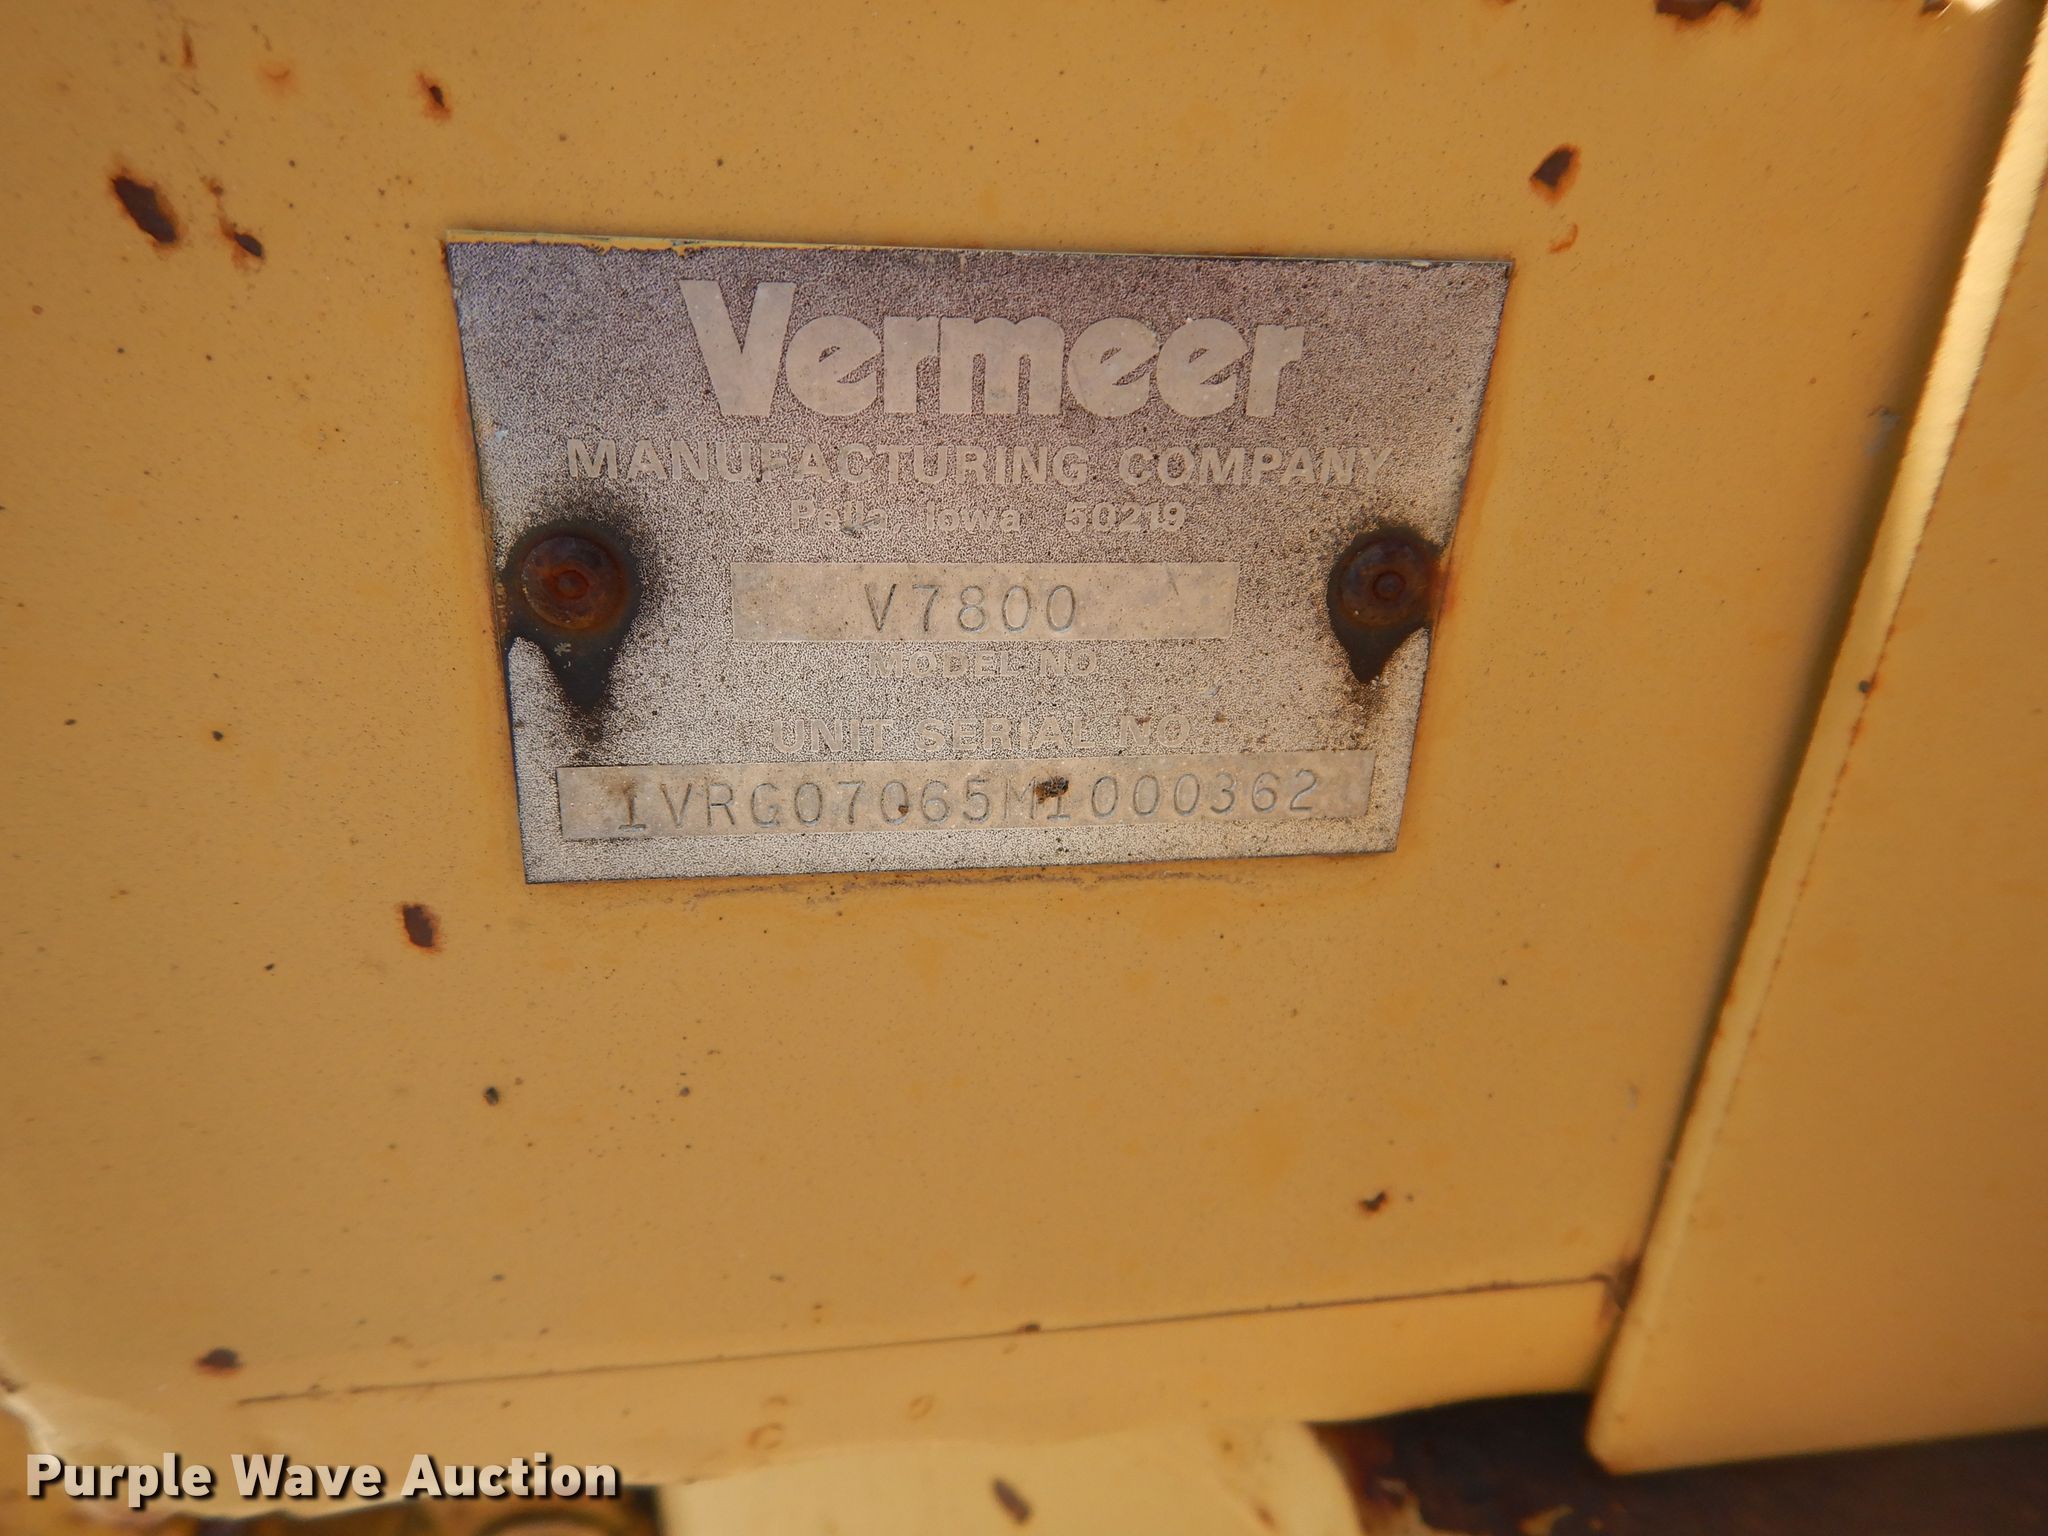 Vermeer
MANUFACTURING COMPANY
Pella, Iowa 50219
V7800
MODEL NO.
UNIT SERIAL NO.
1VRG07065M1000362
Purple Wave Auction